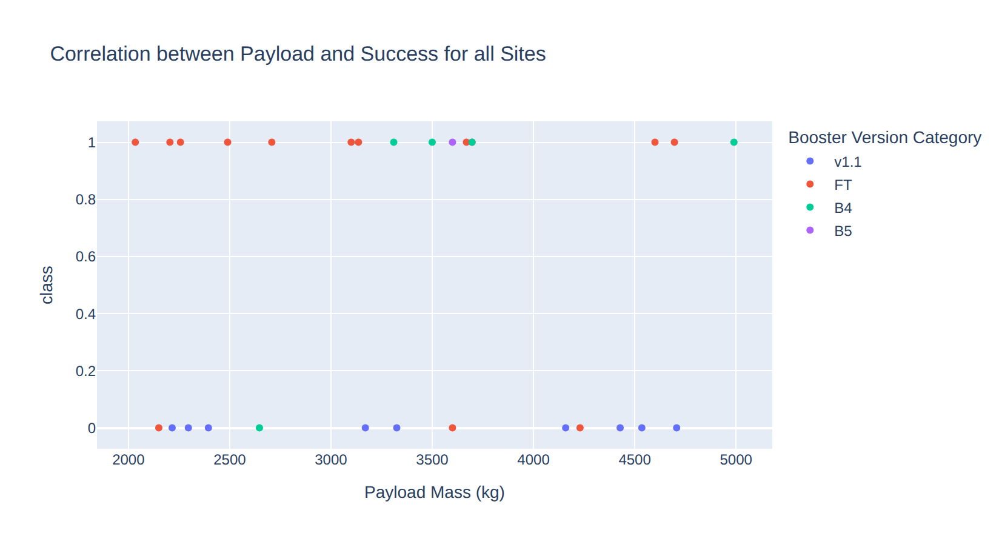 Correlation between Payload and Success for all Sites
1
0.8
0.6
0.4
0.2
0
class
2000 2500 3000 3500 4000 4500 5000
Payload Mass (kg)
Booster Version Category
v1.1
FT
B4
B5